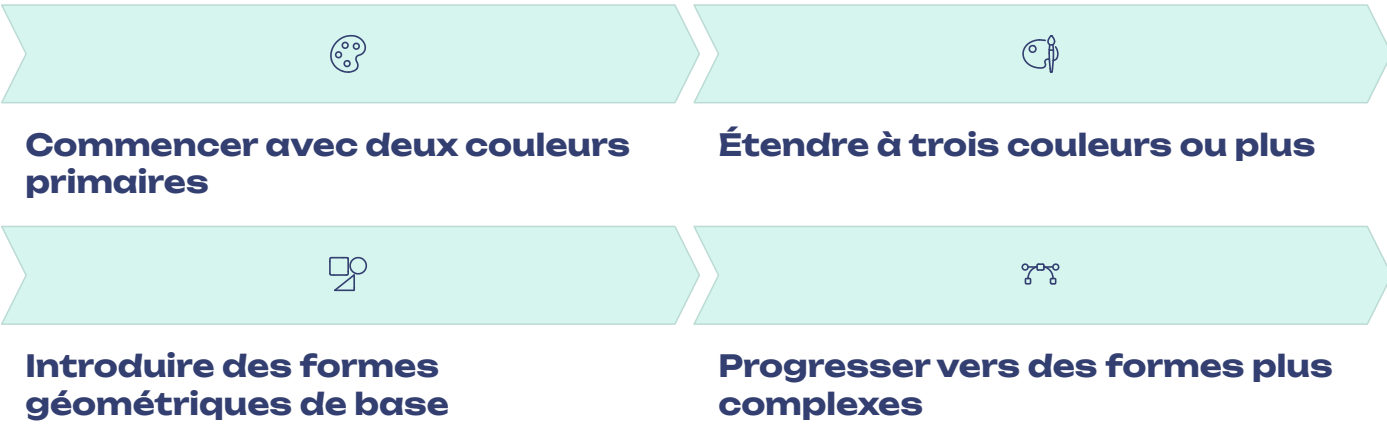 Commencer avec deux couleurs
primaires
Étendre à trois couleurs ou plus
Introduire des formes
géométriques de base
Progresser vers des formes plus
complexes